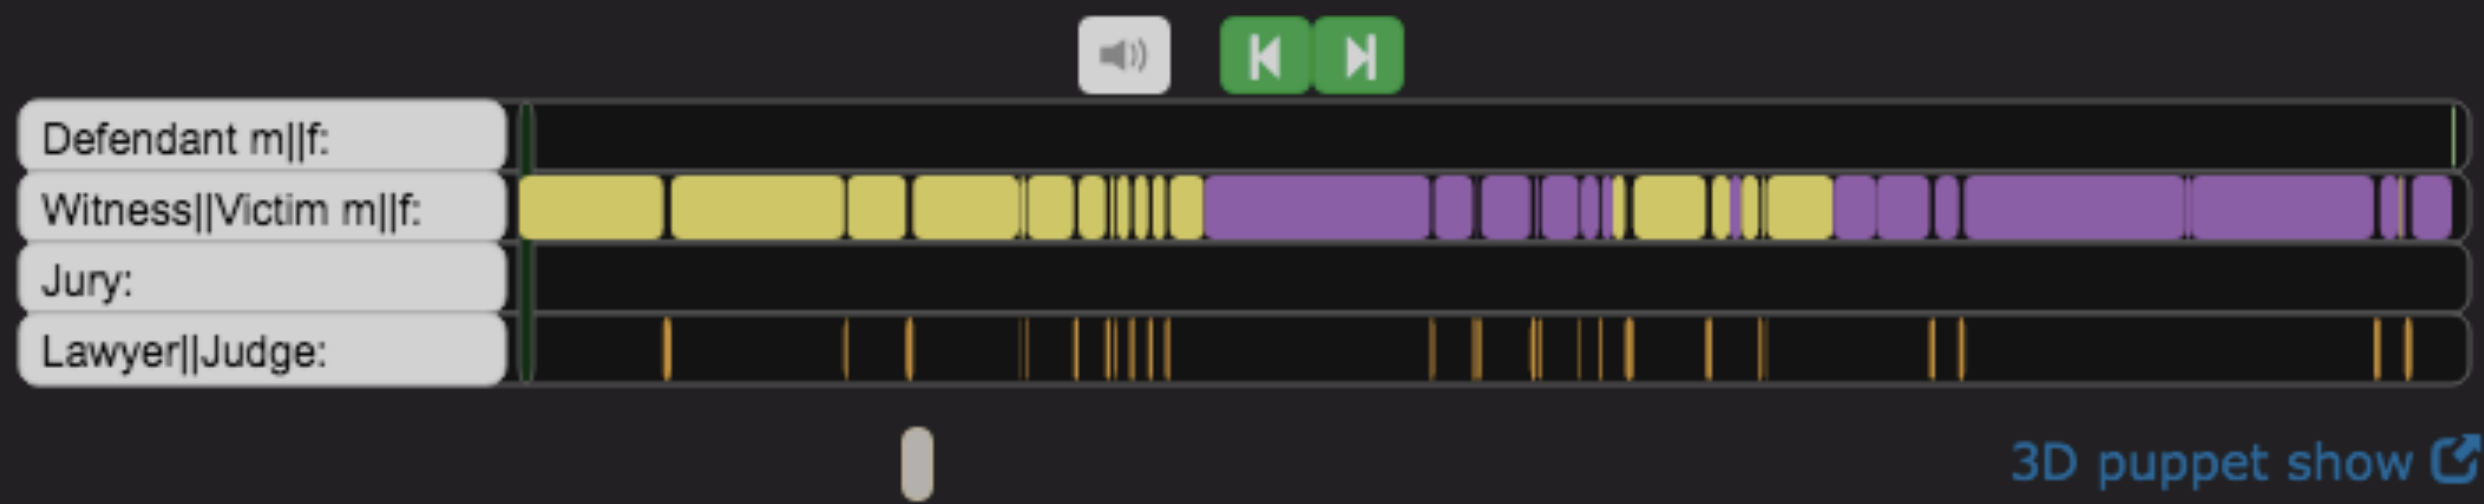 Defendant m||f:
Witness||Victim m||f:
Jury:
Lawyer||Judge:
3D puppet show